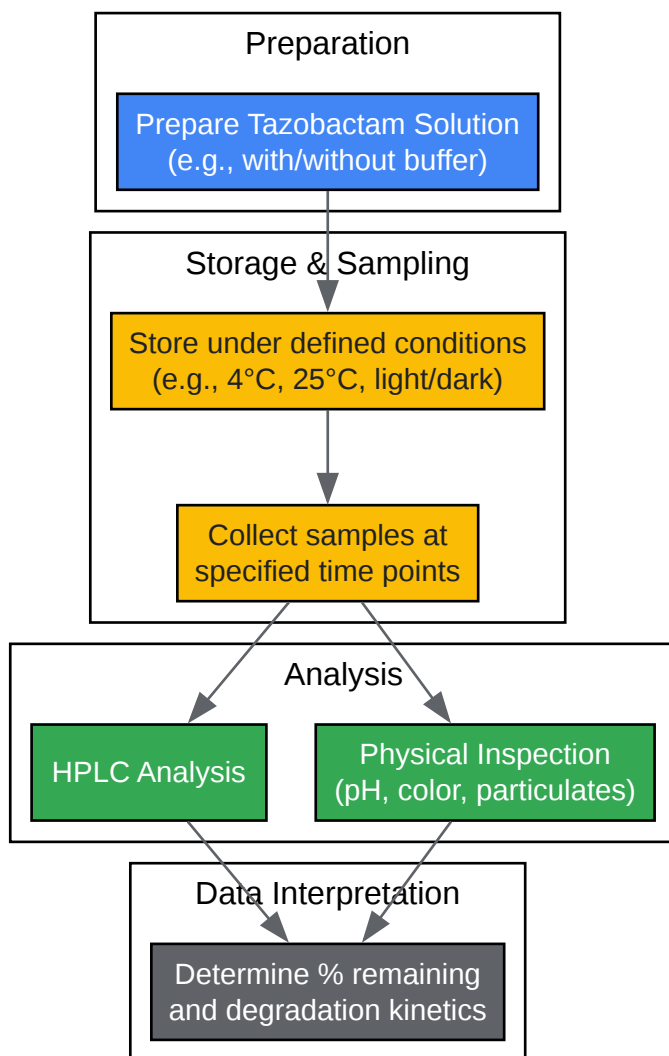 Preparation
Prepare Tazobactam Solution
(e.g., with/without buffer)
Storage & Sampling
Store under defined conditions
(e.g., 4°C, 25°C, light/dark)
Collect samples at
specified time points
Analysis
HPLC Analysis
Physical Inspection
(pH, color, particulates)
Data Interpretation
Determine % remaining
and degradation kinetics